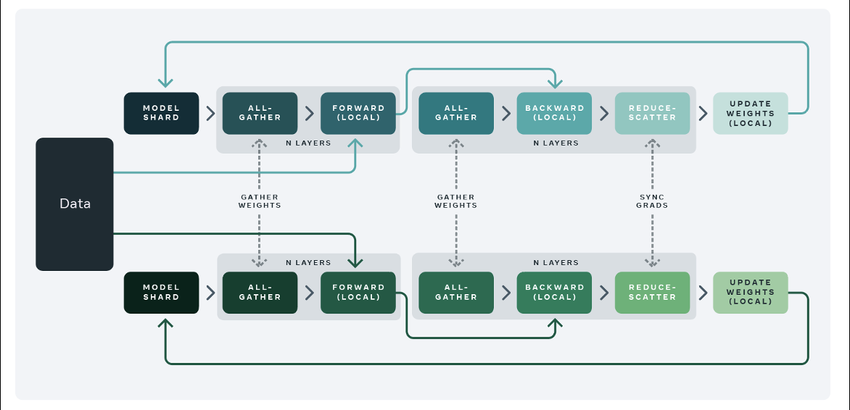 MODEL
SHARD
ALL-
GATHER
FORWARD
(LOCAL)
N LAYERS
ALL-
GATHER
BACKWARD
(LOCAL)
REDUCE-
SCATTER
N LAYERS
UPDATE
WEIGHTS
(LOCAL)
Data
GATHER
WEIGHTS
GATHER
WEIGHTS
SYNC
GRADS
N LAYERS
MODEL
SHARD
ALL-
GATHER
FORWARD
(LOCAL)
N LAYERS
ALL-
GATHER
BACKWARD
(LOCAL)
REDUCE-
SCATTER
UPDATE
WEIGHTS
(LOCAL)